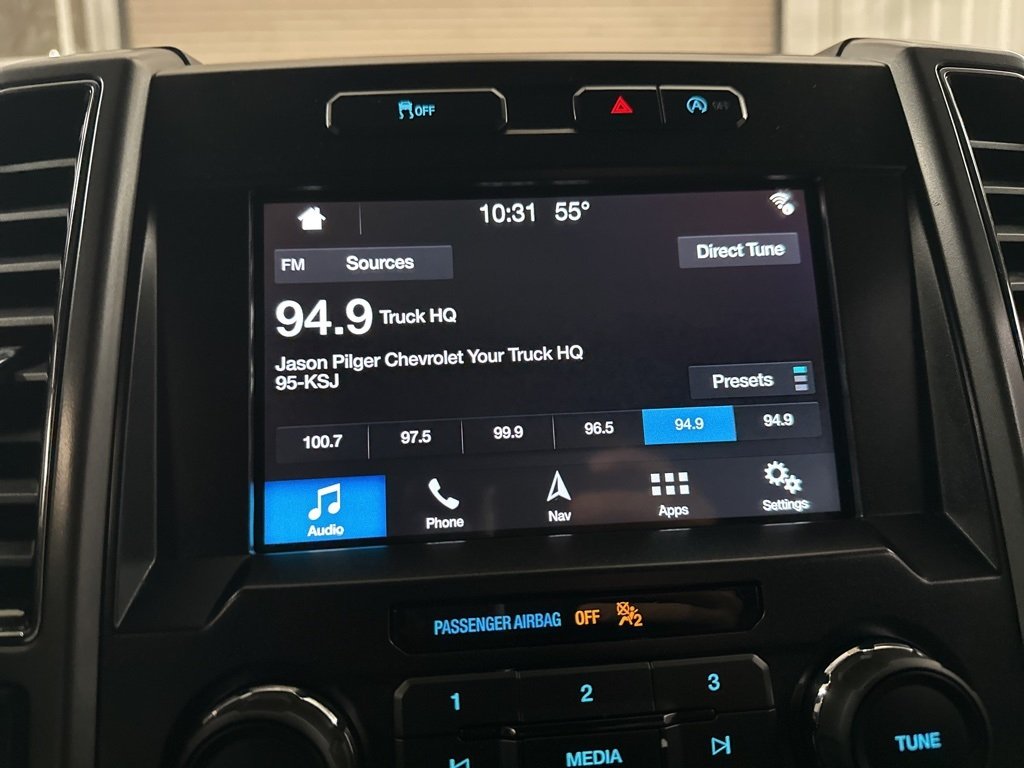 OFF
A OFF
10:31 55°
FM Sources
Direct Tune
94.9 Truck HQ
Jason Pilger Chevrolet Your Truck HQ
95-KSJ
Presets
100.7 97.5 99.9 96.5 94.9 94.9
Audio Phone Nav Apps Settings
PASSENGER AIRBAG OFF 2
1 2 3
MEDIA
TUNE